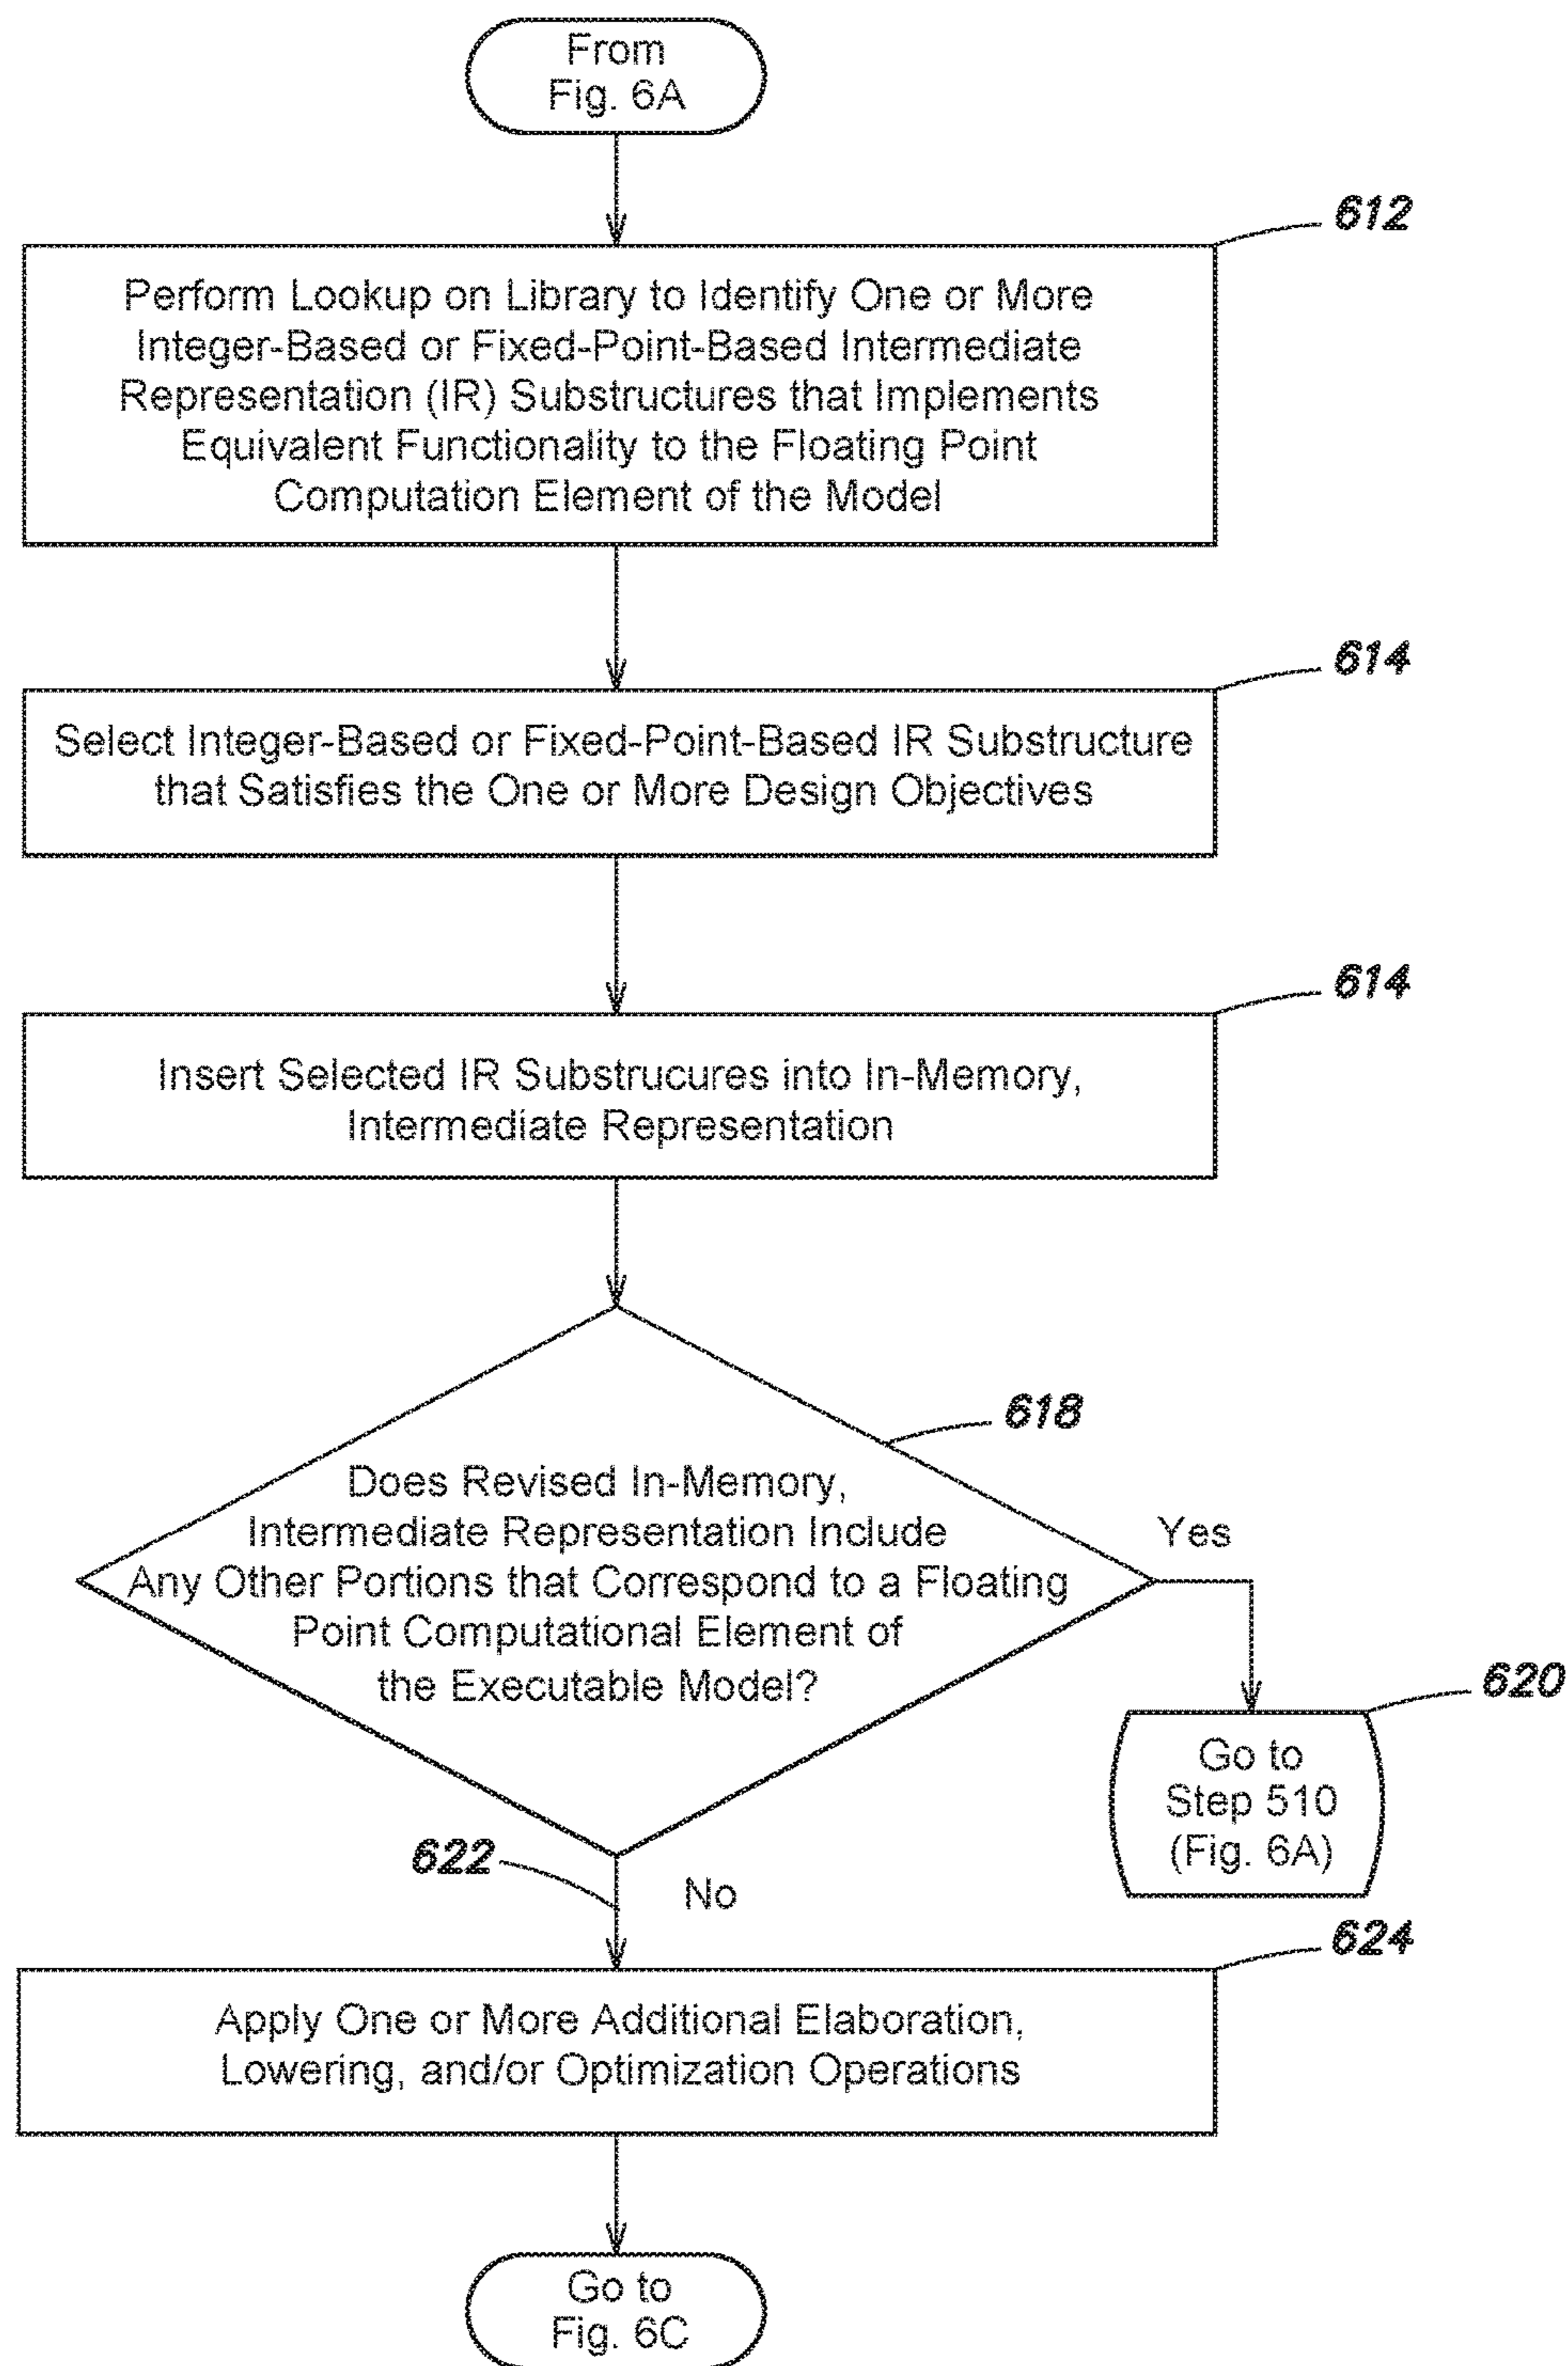 From
Fig. 6A
612
Perform Lookup on Library to Identify One or More
Integer-Based or Fixed-Point-Based Intermediate
Representation (IR) Substructures that Implements
Equivalent Functionality to the Floating Point
Computation Element of the Model
614
Select Integer-Based or Fixed-Point-Based IR Substructure
that Satisfies the One or More Design Objectives
614
Insert Selected IR Substrucures into In-Memory,
Intermediate Representation
618
Does Revised In-Memory,
Intermediate Representation Include
Any Other Portions that Correspond to a Floating
Point Computational Element of
the Executable Model?
Yes
620
Go to
Step 510
(Fig. 6A)
622
No
624
Apply One or More Additional Elaboration,
Lowering, and/or Optimization Operations
Go to
Fig. 6C